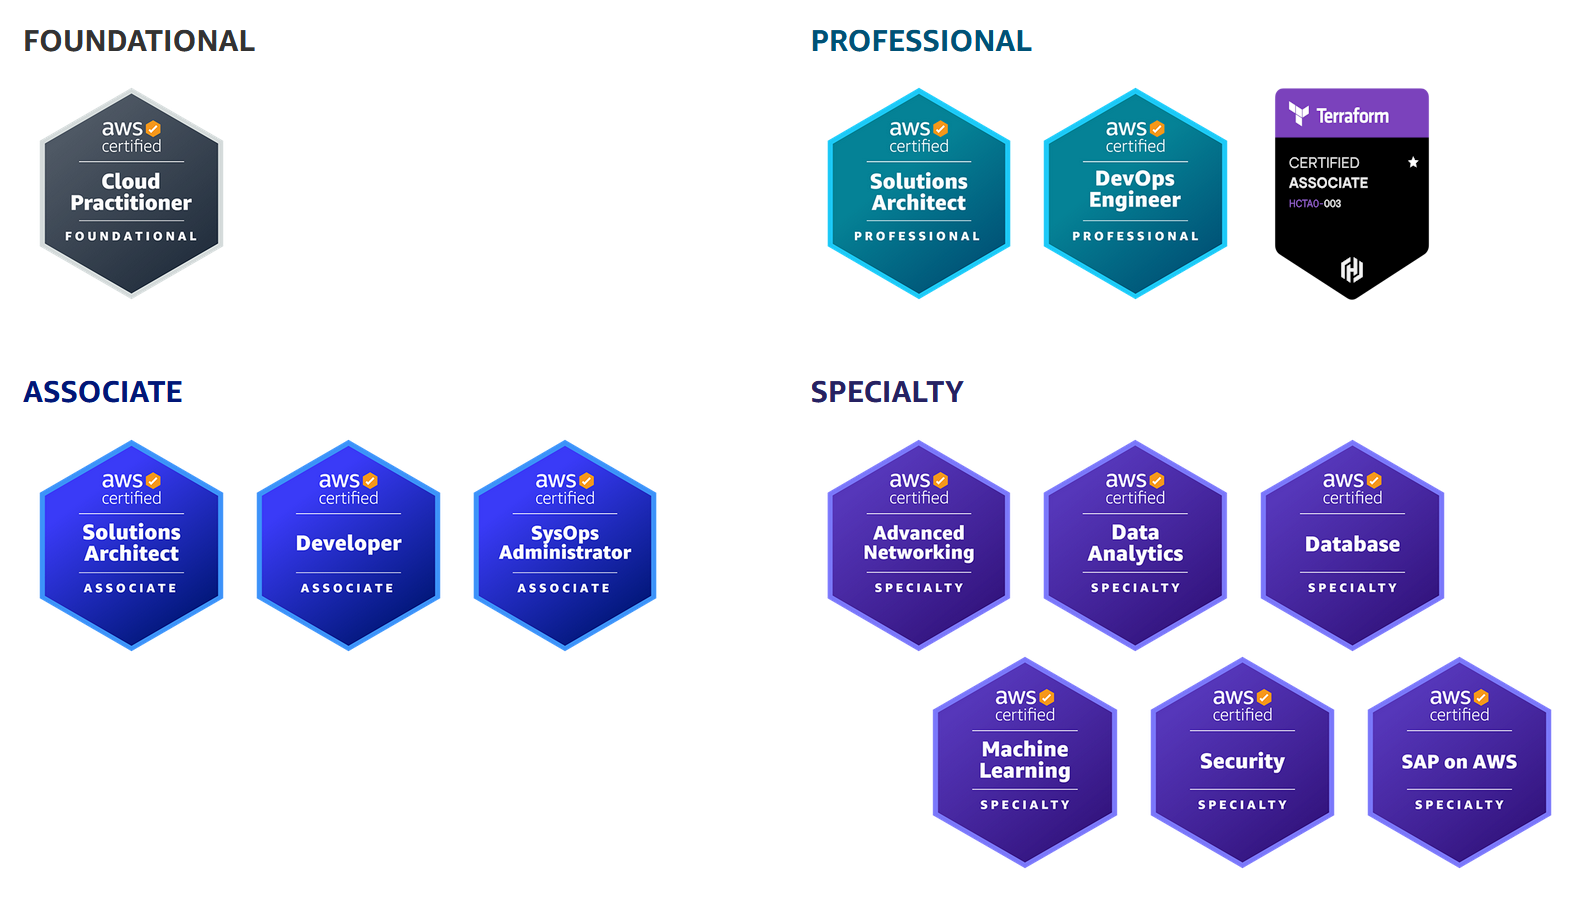 FOUNDATIONAL
aws
certified
Cloud
Practitioner
FOUNDATIONAL
PROFESSIONAL
aws
certified
Solutions
Architect
PROFESSIONAL
aws
certified
DevOps
Engineer
PROFESSIONAL
Terraform
CERTIFIED
ASSOCIATE
HCTA0-003
ASSOCIATE
aws
certified
Solutions
Architect
ASSOCIATE
aws
certified
Developer
ASSOCIATE
aws
certified
SysOps
Administrator
ASSOCIATE
SPECIALTY
aws
certified
Advanced
Networking
SPECIALTY
aws
certified
Data
Analytics
SPECIALTY
aws
certified
Database
SPECIALTY
aws
certified
Machine
Learning
SPECIALTY
aws
certified
Security
SPECIALTY
aws
certified
SAP on AWS
SPECIALTY